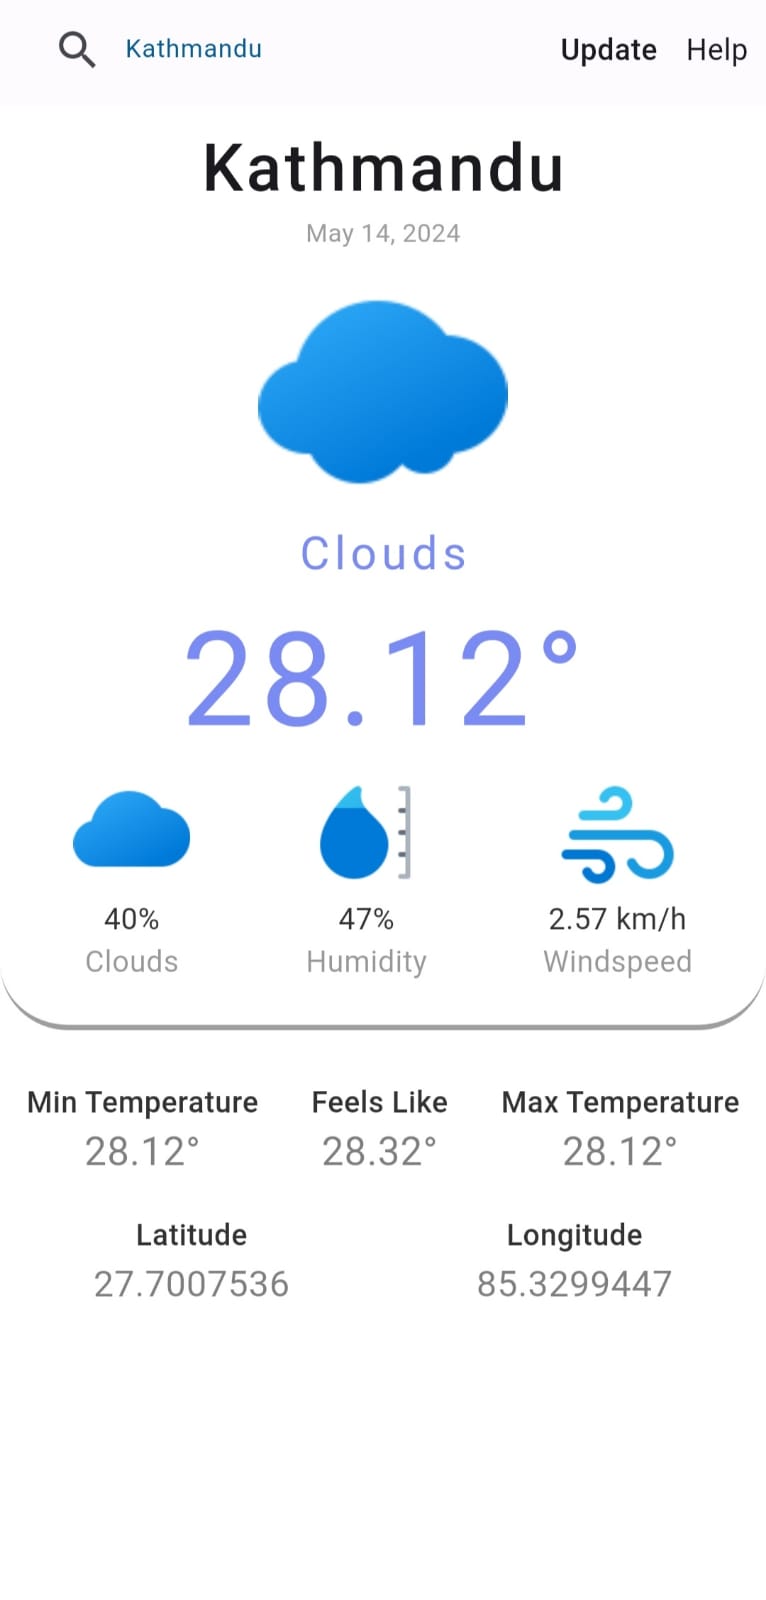 Kathmandu Update Help
Kathmandu
May 14, 2024
Clouds
28.12°
40% 47% 2.57 km/h
Clouds Humidity Windspeed
Min Temperature Feels Like Max Temperature
28.12° 28.32° 28.12°
Latitude Longitude
27.7007536 85.3299447